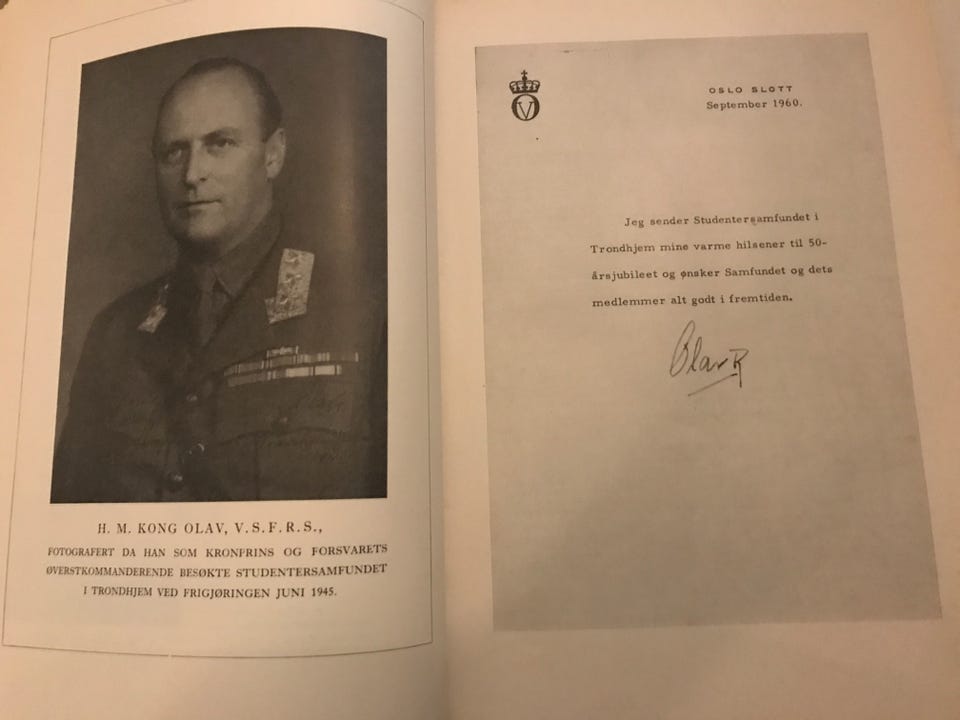 H. M. KONG OLAV, V.S.F.R.S.,
FOTOGRAFERT DA HAN SOM KRONPRINS OG FORSVARETS
ØVERSTKOMMANDERENDE BESØKTE STUDENTERSAMFUNDET
I TRONDHJEM VED FRIGJØRINGEN JUNI 1945.
OSLO SLOTT
September 1960.
Jeg sender Studentersamfundet i
Trondhjem mine varme hilsener til 50-
årsjubileet og ønsker Samfundet og dets
medlemmer alt godt i fremtiden.
Olav R